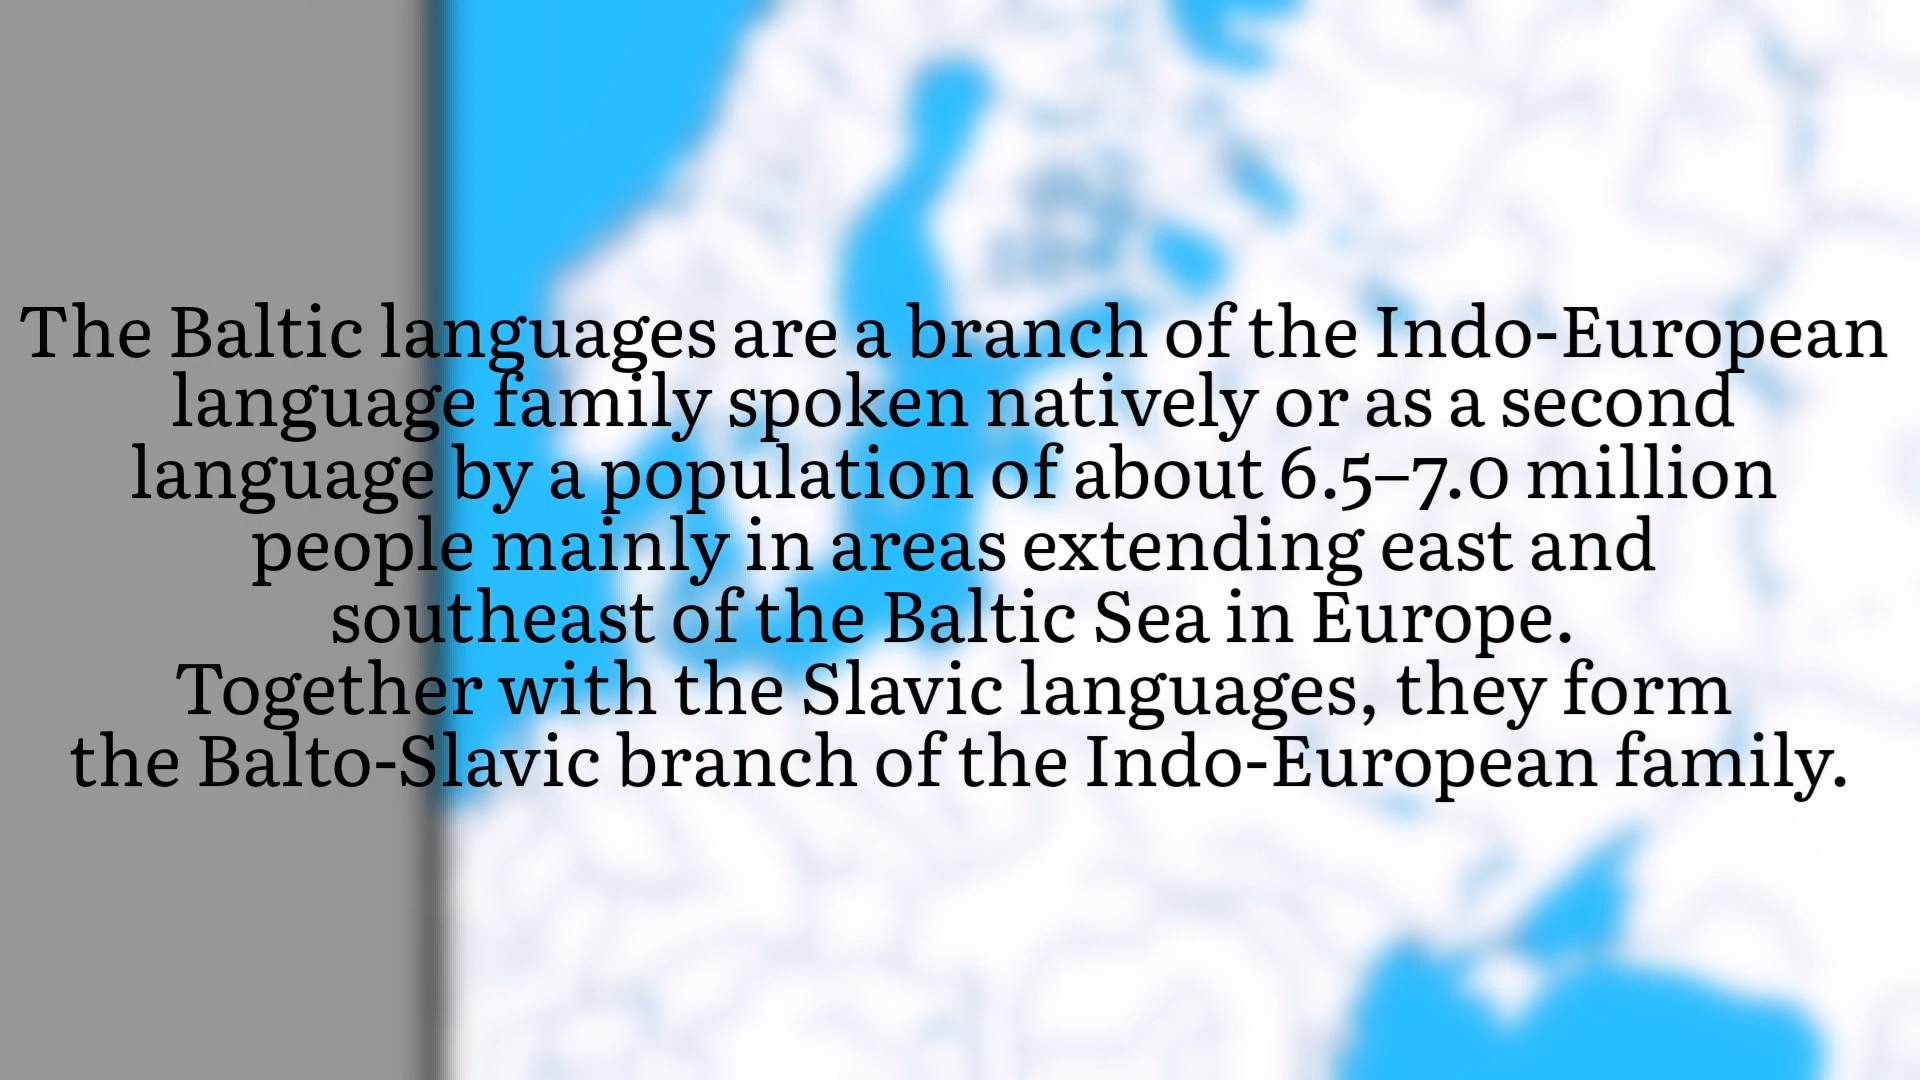 The Baltic languages are a branch of the Indo-European
language family spoken natively or as a second
language by a population of about 6.5–7.0 million
people mainly in areas extending east and
southeast of the Baltic Sea in Europe.
Together with the Slavic languages, they form
the Balto-Slavic branch of the Indo-European family.